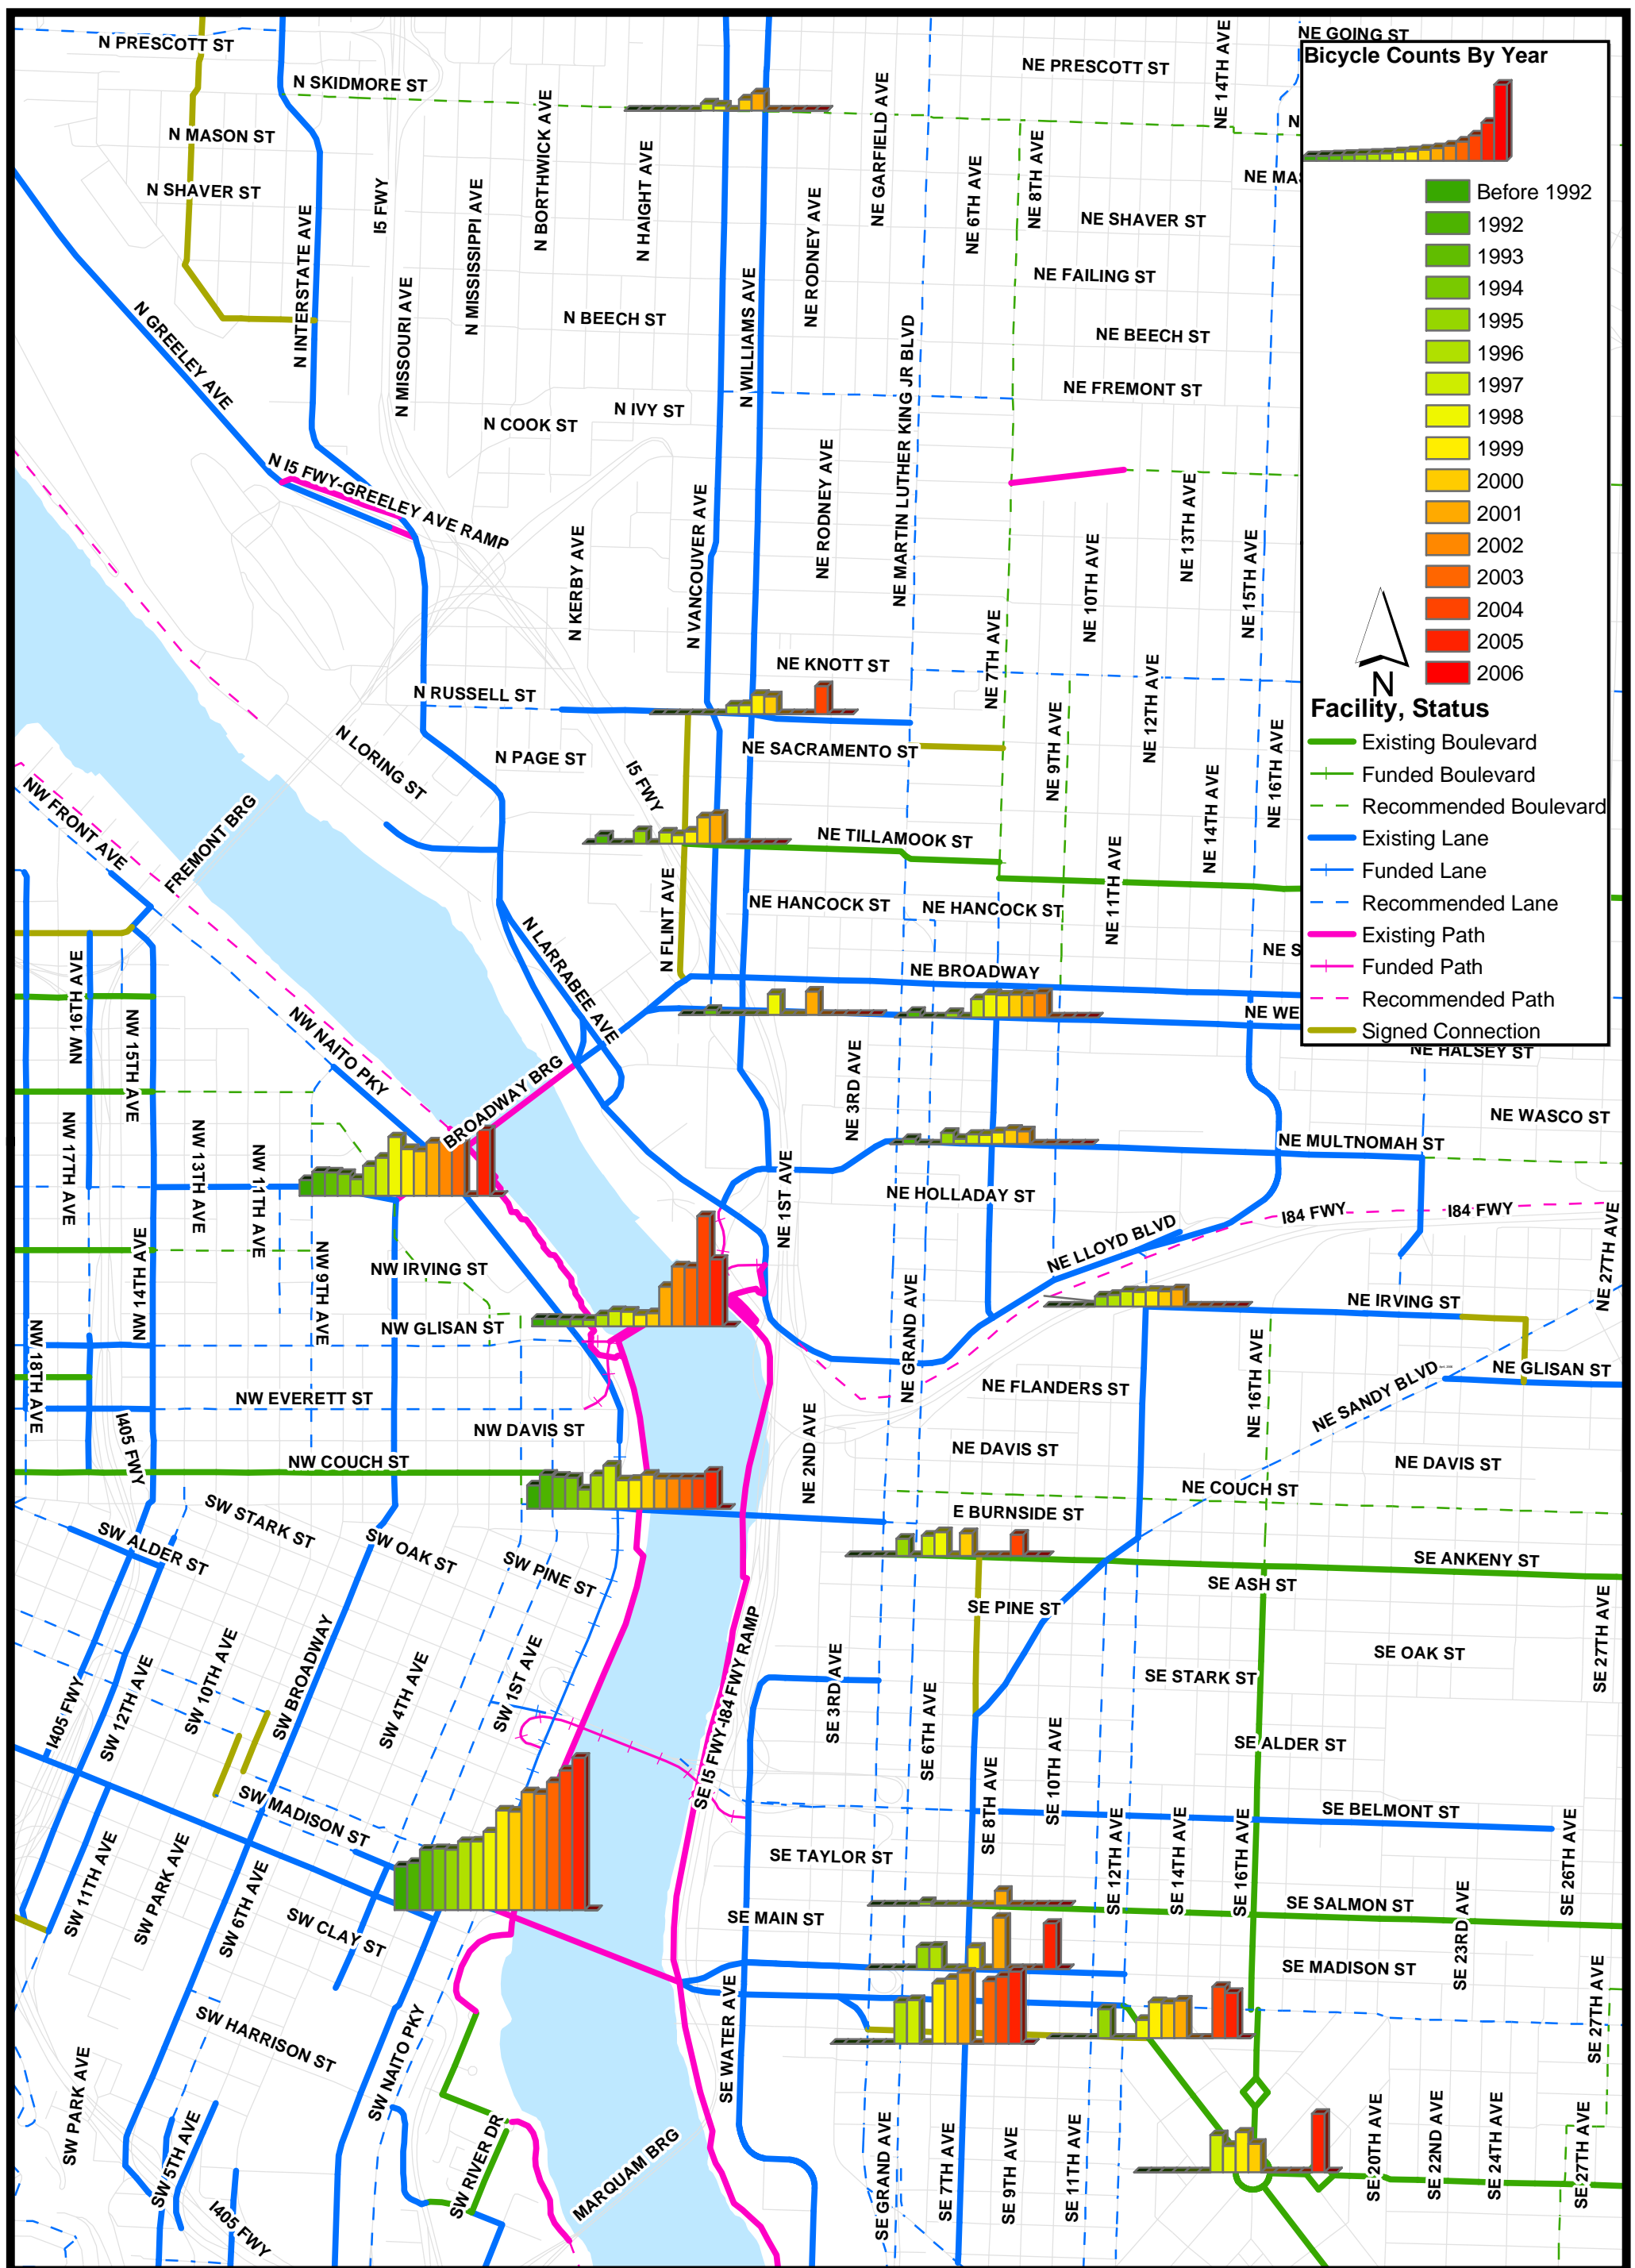 N PRESCOTT ST
N SKIDMORE ST
N MASON ST
N SHAVER ST
N INTERSTATE AVE
I5 FWY
N MISSOURI AVE
N MISSISSIPPI AVE
N BORTHWICK AVE
N HAIGHT AVE
N BEECH ST
N WILLIAMS AVE
NE RODNEY AVE
NE GARFIELD AVE
NE PRESCOTT ST
NE 6TH AVE
NE 8TH AVE
NE 14TH AVE
NE GOING ST
N
NE MAS
NE SHAVER ST
NE FAILING ST
NE BEECH ST
NE FREMONT ST
N GREELEY AVE
N IVY ST
N COOK ST
N I5 FWY-GREELEY AVE RAMP
N KERBY AVE
N VANCOUVER AVE
NE RODNEY AVE
NE MARTIN LUTHER KING JR BLVD
NE 7TH AVE
NE 10TH AVE
NE 13TH AVE
NE 15TH AVE
NE KNOTT ST
N RUSSELL ST
NE SACRAMENTO ST
NE 9TH AVE
NE 12TH AVE
NE 14TH AVE
NE 16TH AVE
N PAGE ST
N LORING ST
I5 FWY
NE TILLAMOOK ST
NE 11TH AVE
NW FRONT AVE
FREMONT BRG
N FLINT AVE
NE HANCOCK ST
NE HANCOCK ST
NE S
NE BROADWAY
NE WE
N LARRABEE AVE
NW 16TH AVE
NW 15TH AVE
NW NAITO PKY
BROADWAY BRG
NE 3RD AVE
NE HALSEY ST
NE WASCO ST
NE MULTNOMAH ST
NW 17TH AVE
NW 13TH AVE
NW 11TH AVE
NE 1ST AVE
NE HOLLADAY ST
I84 FWY
I84 FWY
NE LLOYD BLVD
NE 27TH AVE
NW 14TH AVE
NW 9TH AVE
NW IRVING ST
NW GLISAN ST
NW 18TH AVE
NE GRAND AVE
NE IRVING ST
NE 16TH AVE
NE GLISAN ST
NE SANDY BLVD
NE FLANDERS ST
NW EVERETT ST
NW DAVIS ST
I405 FWY
NW COUCH ST
NE 2ND AVE
NE DAVIS ST
NE DAVIS ST
NE COUCH ST
E BURNSIDE ST
SE ANKENY ST
SE ASH ST
SW STARK ST
SW ALDER ST
SW OAK ST
SW PINE ST
SE PINE ST
SE 27TH AVE
SE OAK ST
SE STARK ST
I405 FWY
SW 12TH AVE
SW 10TH AVE
SW BROADWAY
SW 4TH AVE
SW 1ST AVE
SE I5 FWY-I84 FWY RAMP
SE 3RD AVE
SE 6TH AVE
SE 8TH AVE
SE 10TH AVE
SE ALDER ST
SE BELMONT ST
SW MADISON ST
SW 11TH AVE
SW PARK AVE
SW 6TH AVE
SW CLAY ST
SE TAYLOR ST
SE 12TH AVE
SE 14TH AVE
SE 16TH AVE
SE 26TH AVE
SE SALMON ST
SE MAIN ST
SE 23RD AVE
SE MADISON ST
SE WATER AVE
SE 27TH AVE
SW HARRISON ST
SW NAITO PKY
SW PARK AVE
SW 5TH AVE
I405 FWY
SW RIVER DR
MARQUAM BRG
SE GRAND AVE
SE 7TH AVE
SE 9TH AVE
SE 11TH AVE
SE 20TH AVE
SE 22ND AVE
SE 24TH AVE
SE 27TH AVE
Bicycle Counts By Year
Before 1992
1992
1993
1994
1995
1996
1997
1998
1999
2000
2001
2002
2003
2004
2005
2006
N
Facility, Status
Existing Boulevard
Funded Boulevard
Recommended Boulevard
Existing Lane
Funded Lane
Recommended Lane
Existing Path
Funded Path
Recommended Path
Signed Connection